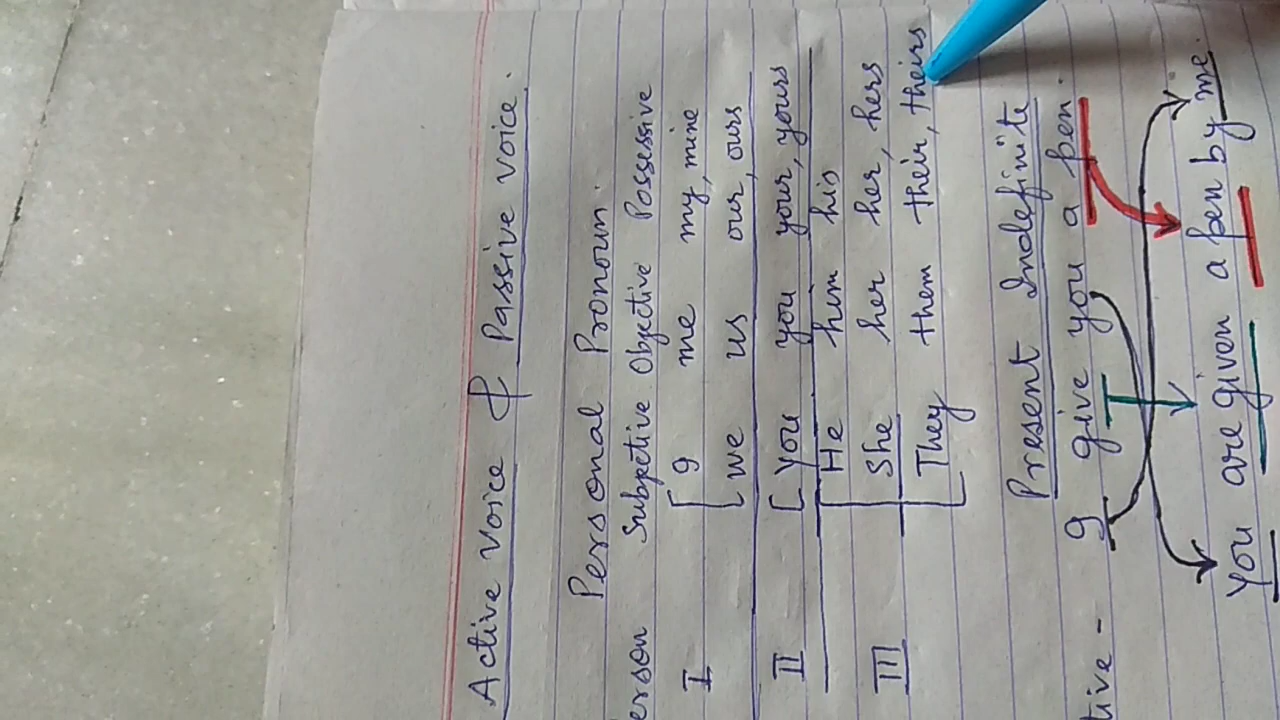 Active Voice & Passive Voice.
Personal Pronoun
erson Subjective Objective Possessive
I I me my, mine
we us our, ours
II You you your, yours
He him his
III She her her, hers
They them their, theirs
Present Indefinite
tive - I give you a pen.
You are given a pen by me.